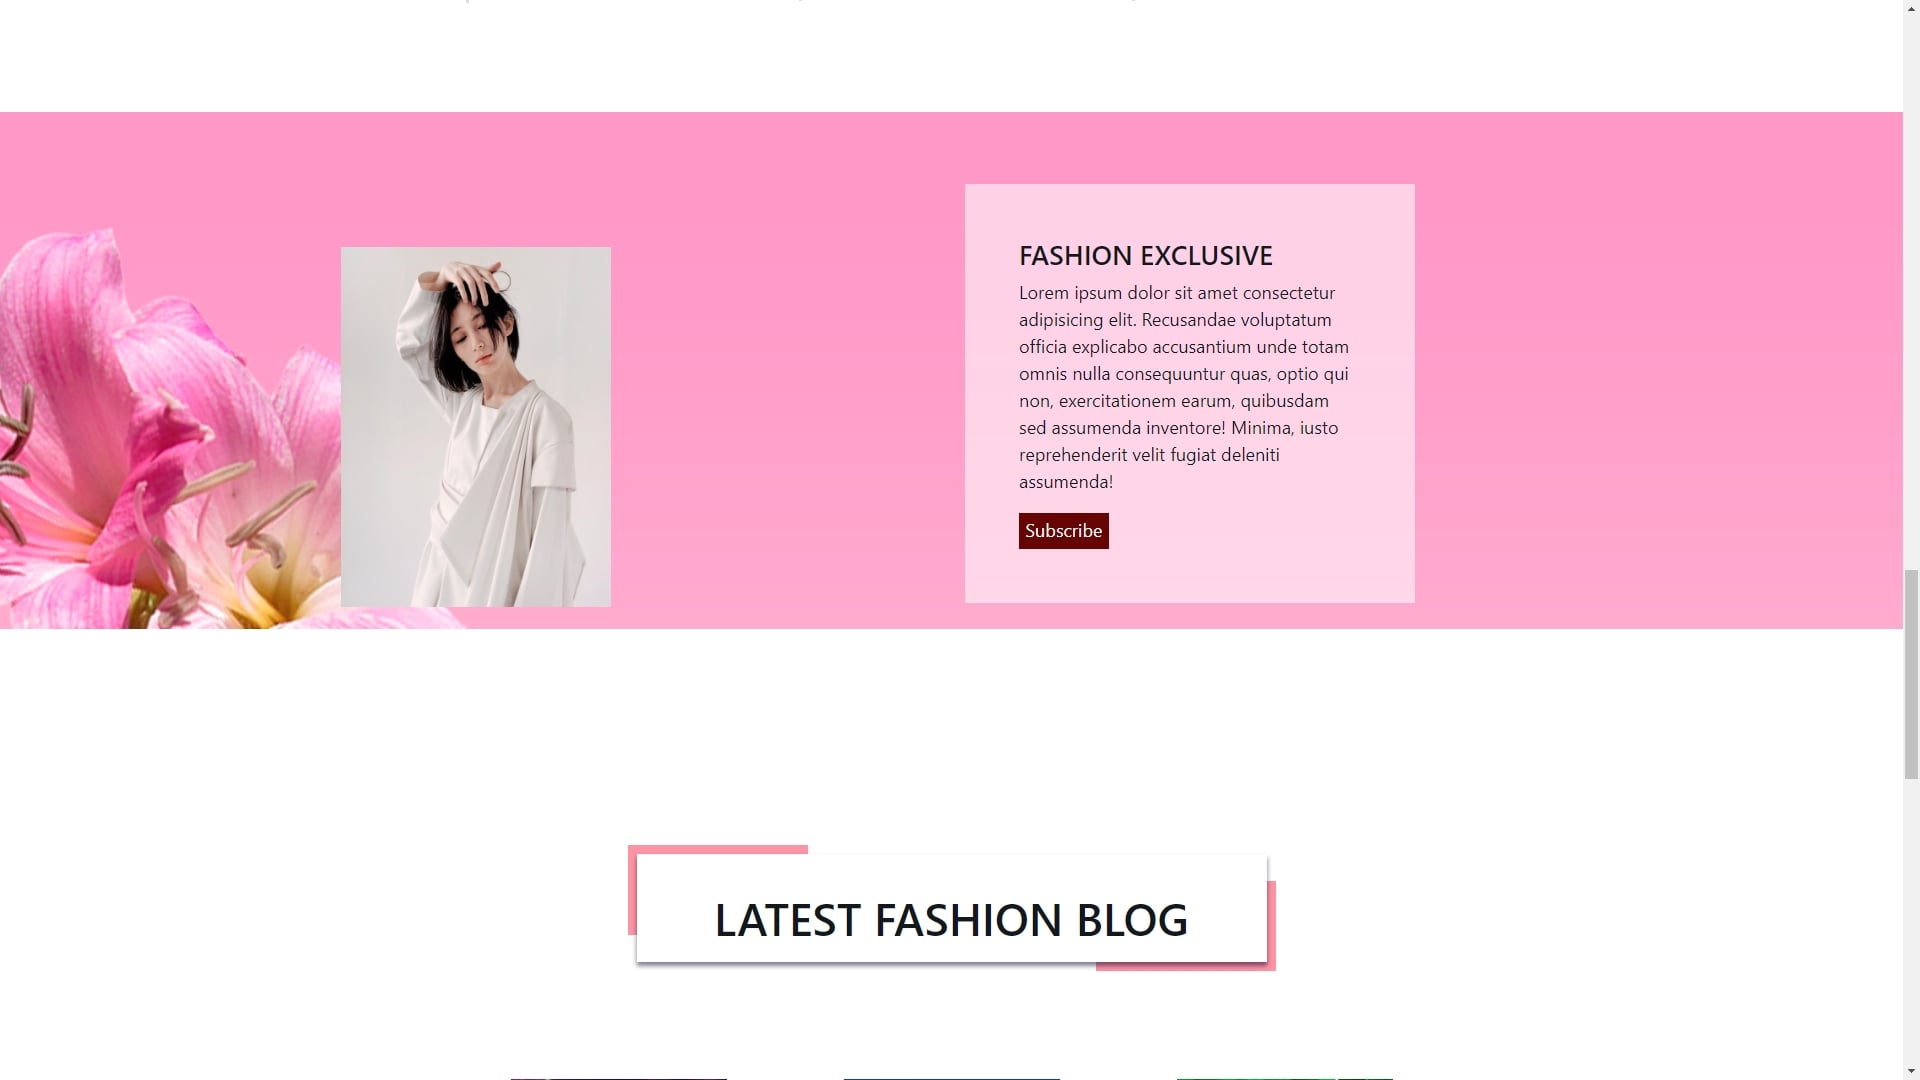 FASHION EXCLUSIVE
Lorem ipsum dolor sit amet consectetur
adipisicing elit. Recusandae voluptatum
officia explicabo accusantium unde totam
omnis nulla consequuntur quas, optio qui
non, exercitationem earum, quibusdam
sed assumenda inventore! Minima, iusto
reprehenderit velit fugiat deleniti
assumenda!
Subscribe
LATEST FASHION BLOG